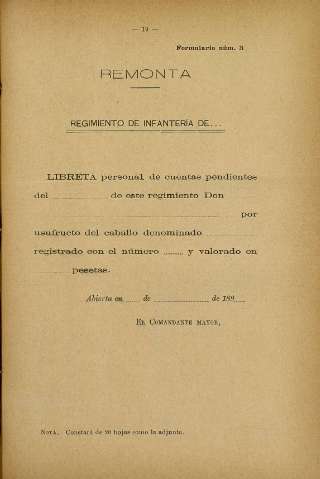 — 19 —
Formulario núm. 3
REMONTA
REGIMIENTO DE INFANTERÍA DE...
LIBRETA personal de cuentas pendientes
del ........ de este regimiento Don
........ por
usufructo del caballo denominado ........
registrado con el número ........ y valorado en
........ pesetas.
Abierta en ...... de ............ de 189....
EL COMANDANTE MAYOR,
NOTA. Constará de 20 hojas como la adjunta.